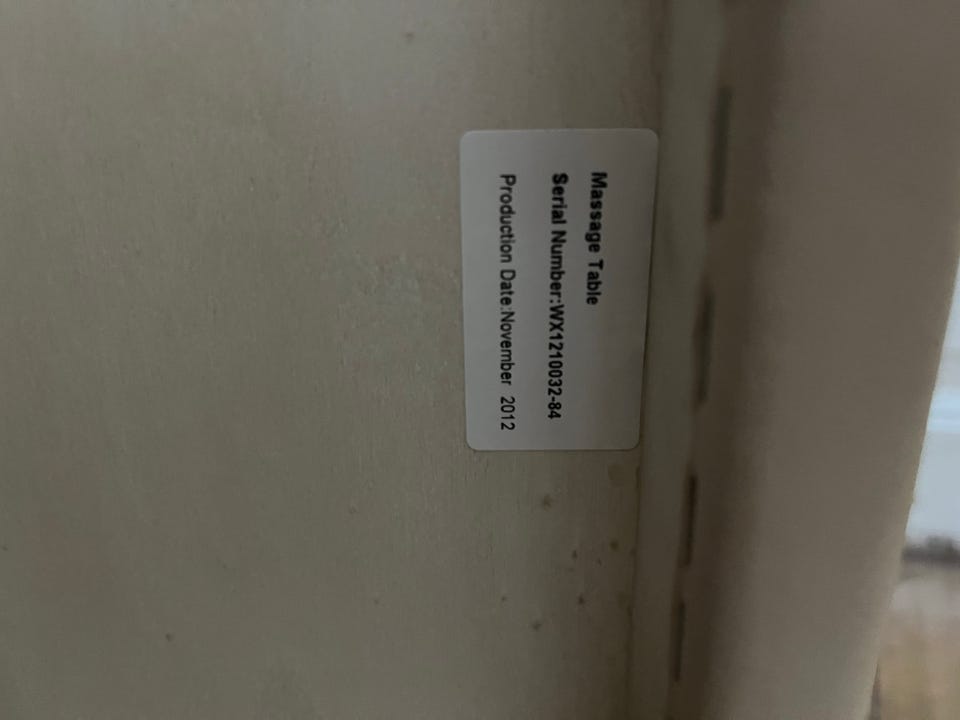 Massage Table
Serial Number:WX1210032-84
Production Date:November 2012